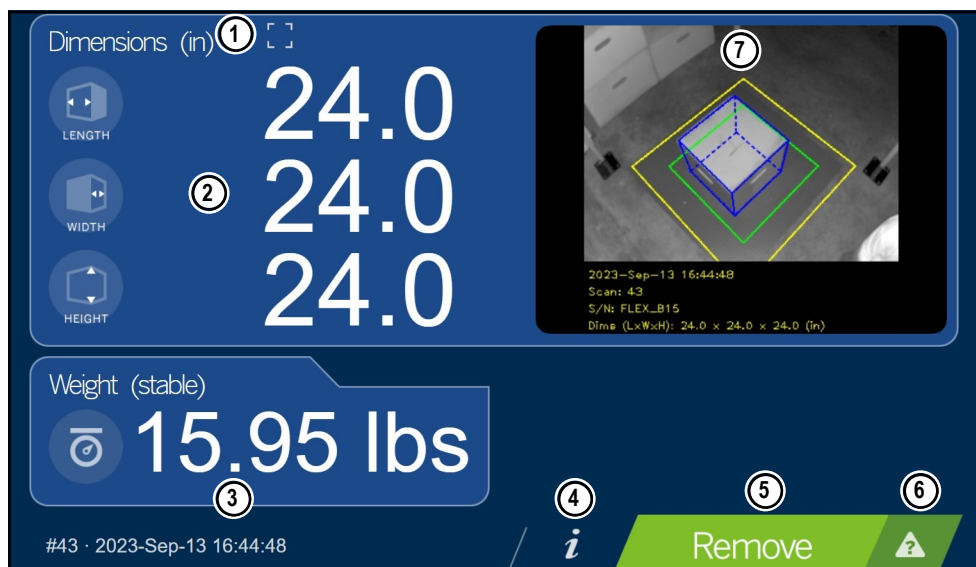 Dimensions (in) 1
7
LENGTH 24.0
2
WIDTH 24.0
HEIGHT 24.0
2023-Sep-13 16:44:48
Scan: 43
S/N: FLEX_B15
Dims (LxWxH): 24.0 x 24.0 x 24.0 (in)
Weight (stable)
15.95 lbs
3
4
5
6
#43 · 2023-Sep-13 16:44:48
i
Remove
?